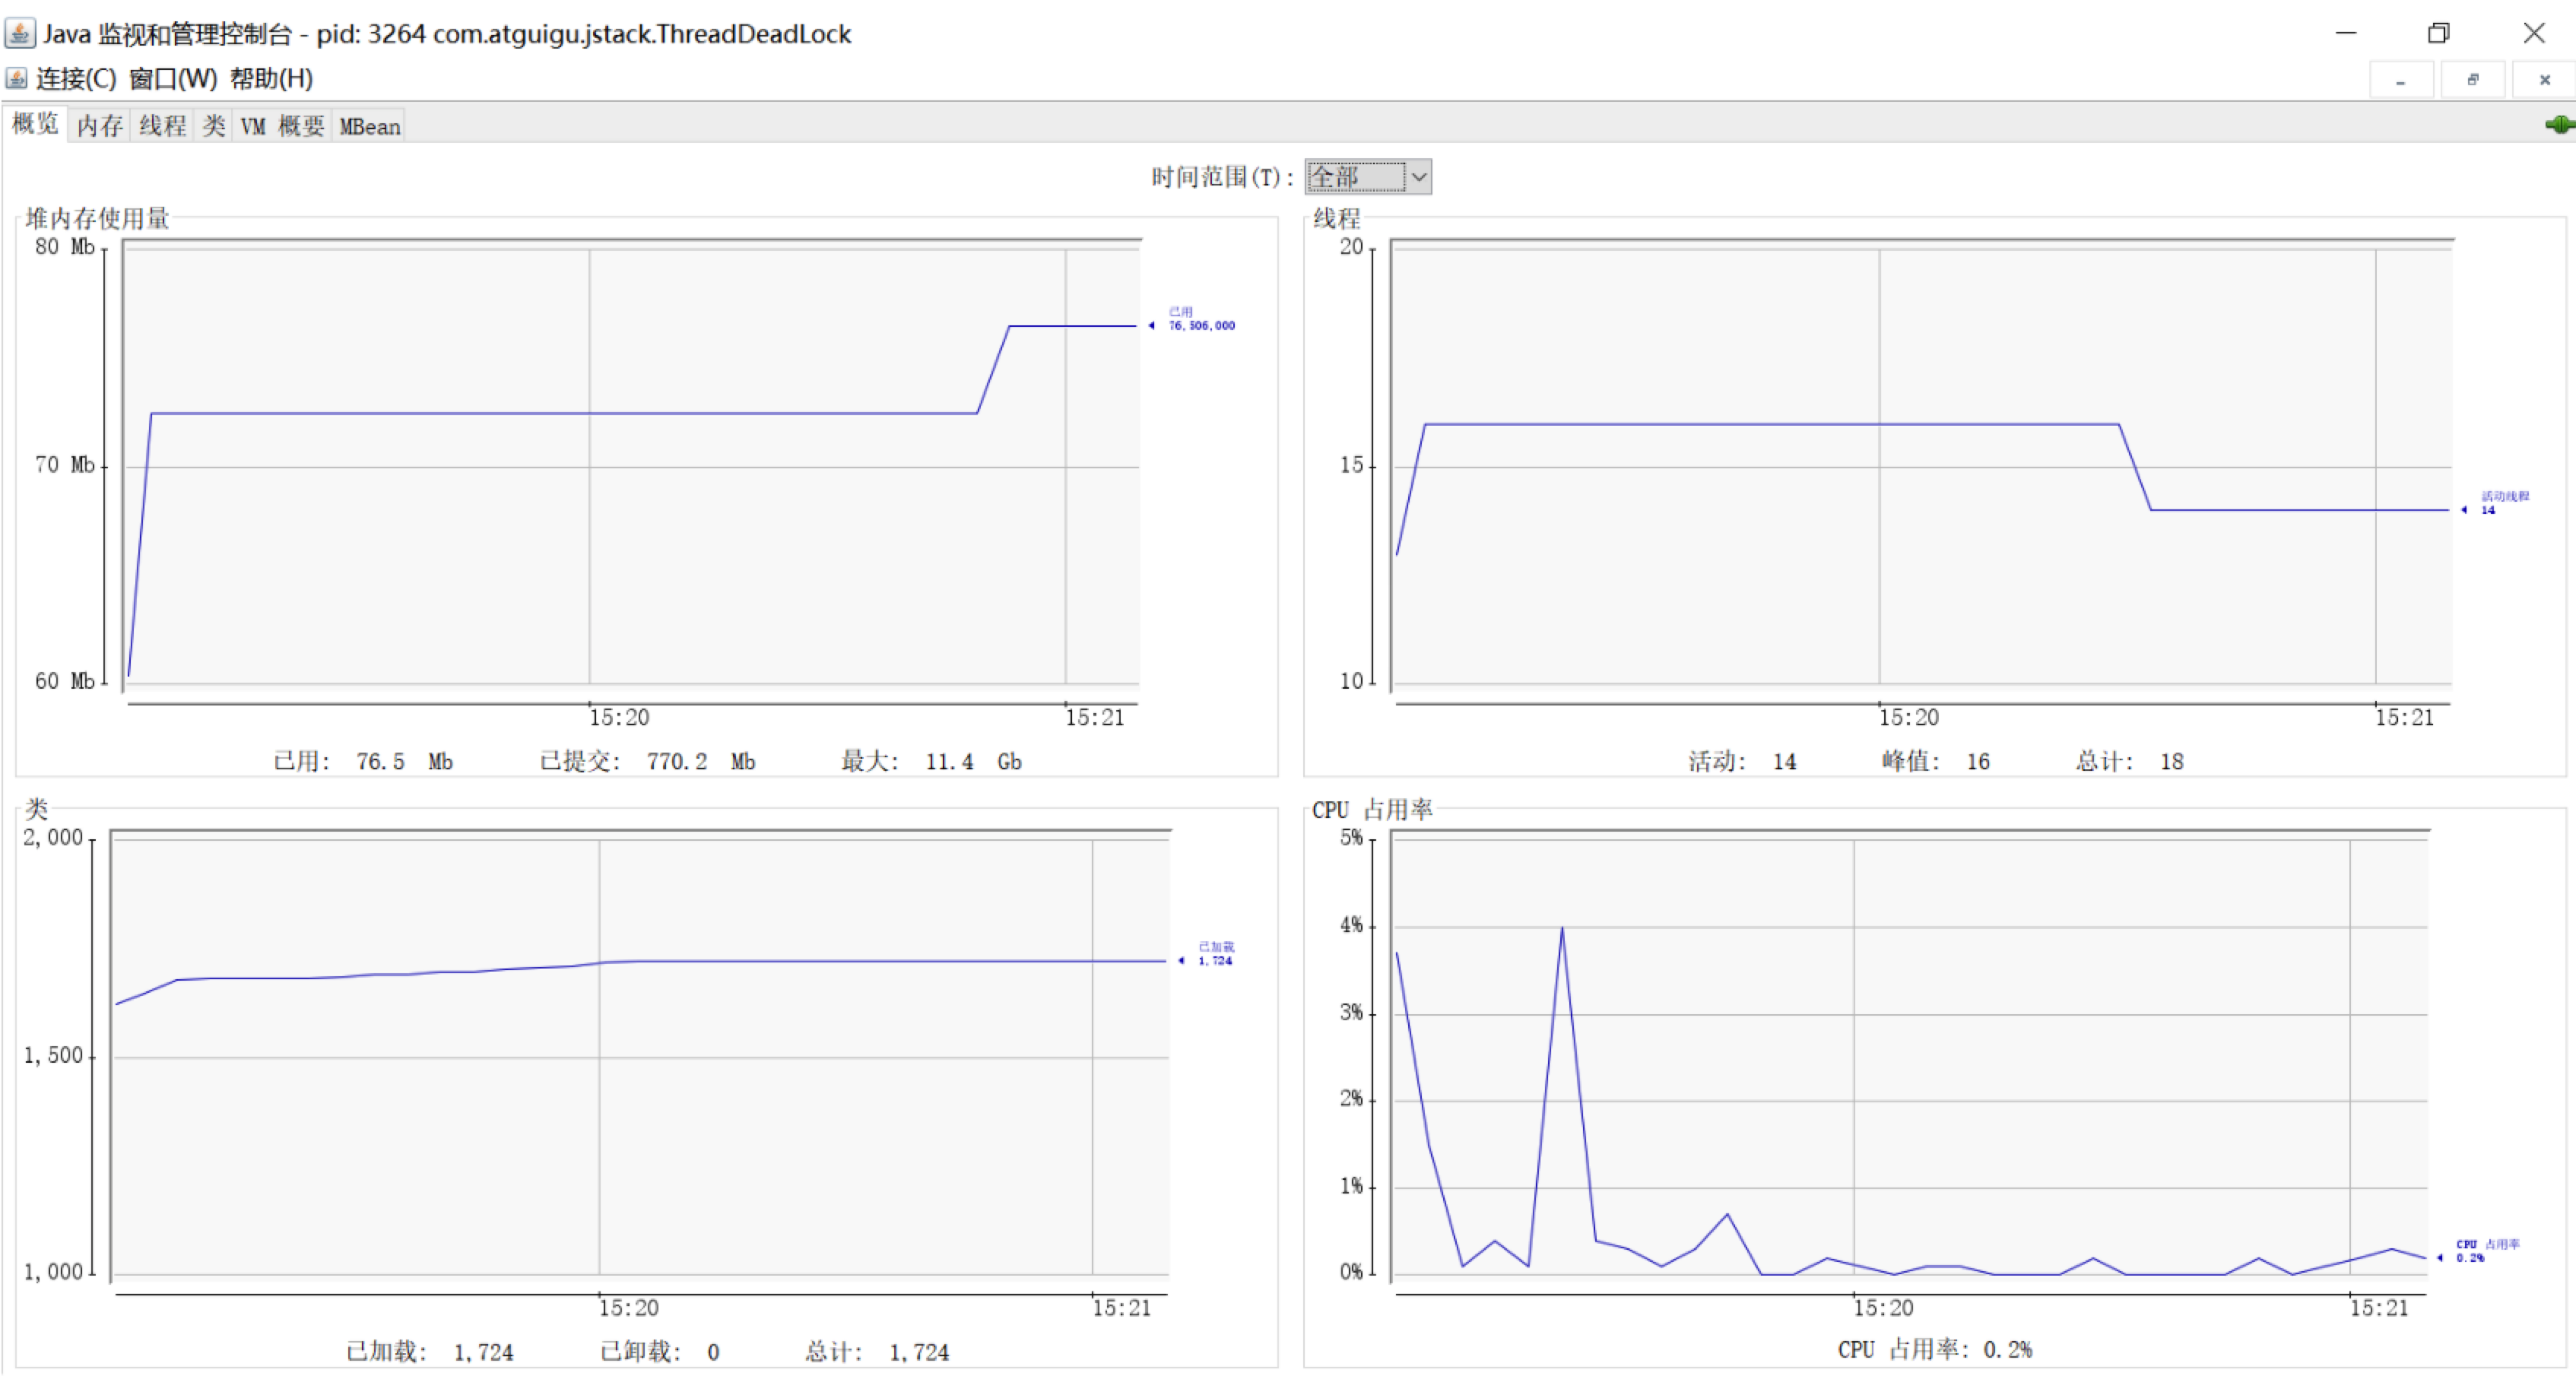 Java 监视和管理控制台 - pid: 3264 com.atguigu.jstack.ThreadDeadLock
连接(C) 窗口(W) 帮助(H)
概览 内存 线程 类 VM 概要 MBean
时间范围(T): 全部
堆内存使用量
80 Mb
70 Mb
60 Mb
已用
76,506,000
15:20 15:21
已用: 76.5 Mb 已提交: 770.2 Mb 最大: 11.4 Gb
线程
20
15
10
活动线程
14
15:20 15:21
活动: 14 峰值: 16 总计: 18
类
2,000
1,500
1,000
已加载
1,724
15:20 15:21
已加载: 1,724 已卸载: 0 总计: 1,724
CPU 占用率
5%
4%
3%
2%
1%
0%
CPU 占用率
0.2%
15:20 15:21
CPU 占用率: 0.2%